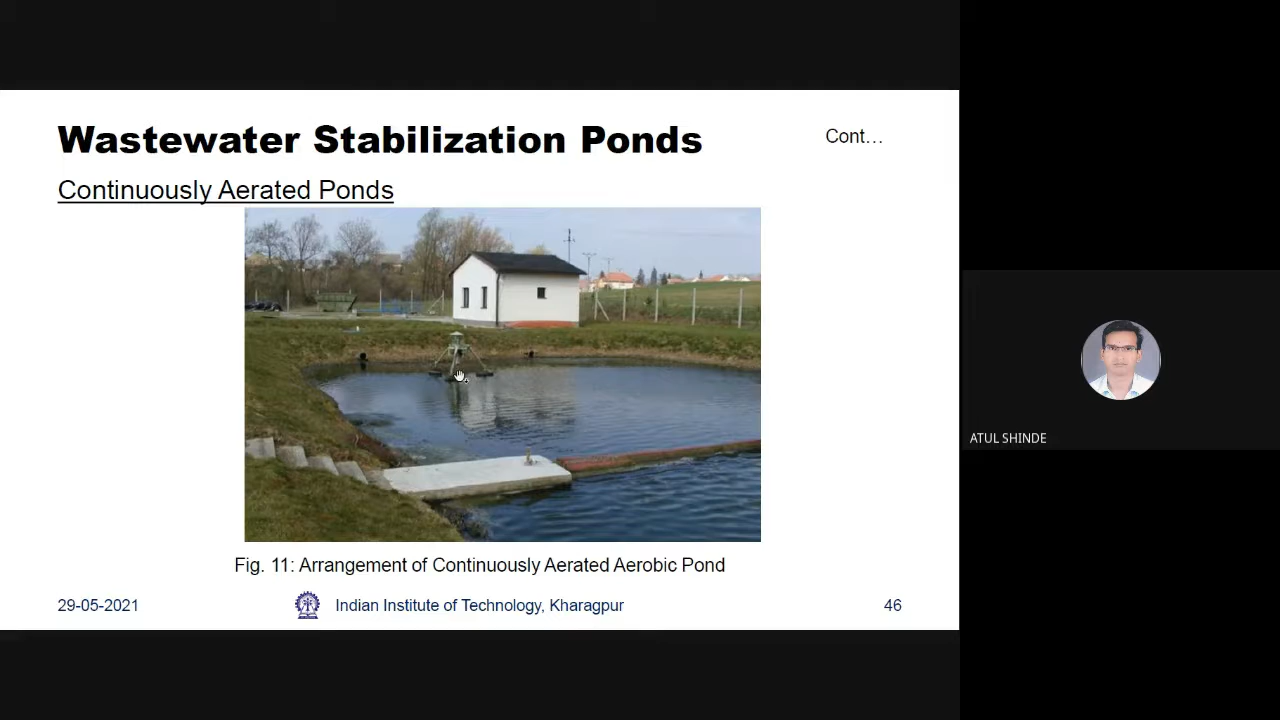 Wastewater Stabilization Ponds
Cont...
Continuously Aerated Ponds
Fig. 11: Arrangement of Continuously Aerated Aerobic Pond
29-05-2021
Indian Institute of Technology, Kharagpur
46
ATUL SHINDE